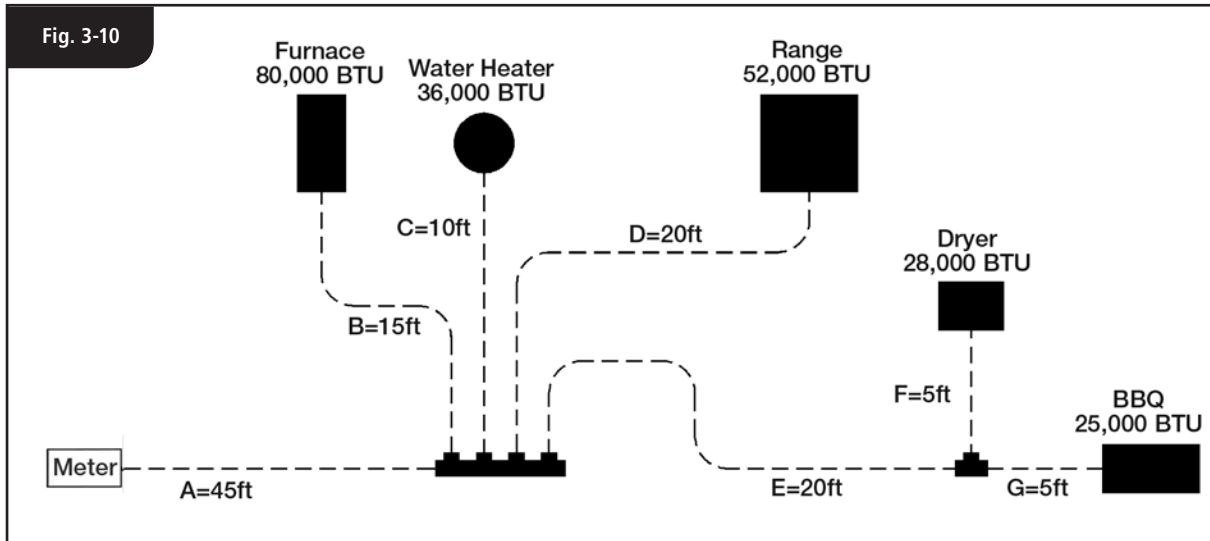 Fig. 3-10
Furnace
80,000 BTU
Water Heater
36,000 BTU
Range
52,000 BTU
C=10ft
D=20ft
Dryer
28,000 BTU
B=15ft
F=5ft
BBQ
25,000 BTU
Meter
A=45ft
E=20ft
G=5ft